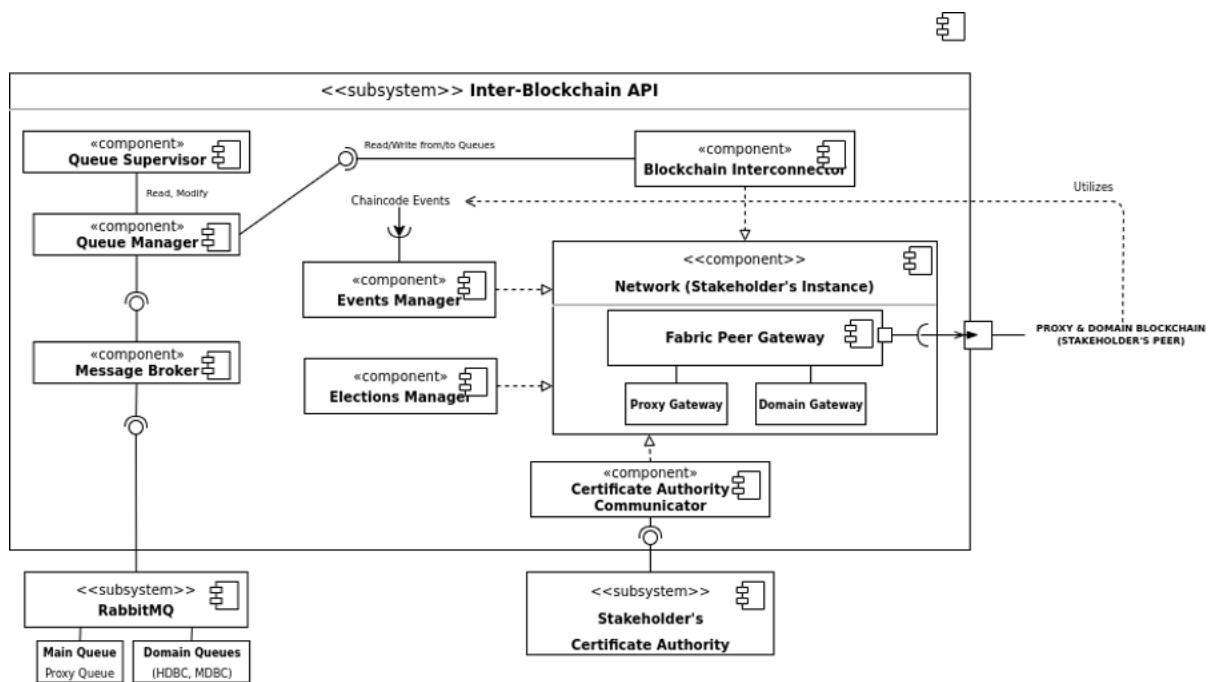 <<subsystem>> Inter-Blockchain API
«component»
Queue Supervisor
Read, Modify
«component»
Queue Manager
Read/Write from/to Queues
«component»
Blockchain Interconnector
Chaincode Events
Utilizes
«component»
Events Manager
<<component>>
Network (Stakeholder's Instance)
Fabric Peer Gateway
Proxy Gateway
Domain Gateway
PROXY & DOMAIN BLOCKCHAIN
(STAKEHOLDER'S PEER)
«component»
Message Broker
«component»
Elections Manager
«component»
Certificate Authority
Communicator
<<subsystem>>
RabbitMQ
Main Queue
Proxy Queue
Domain Queues
(HDBC, MDBC)
<<subsystem>>
Stakeholder's
Certificate Authority